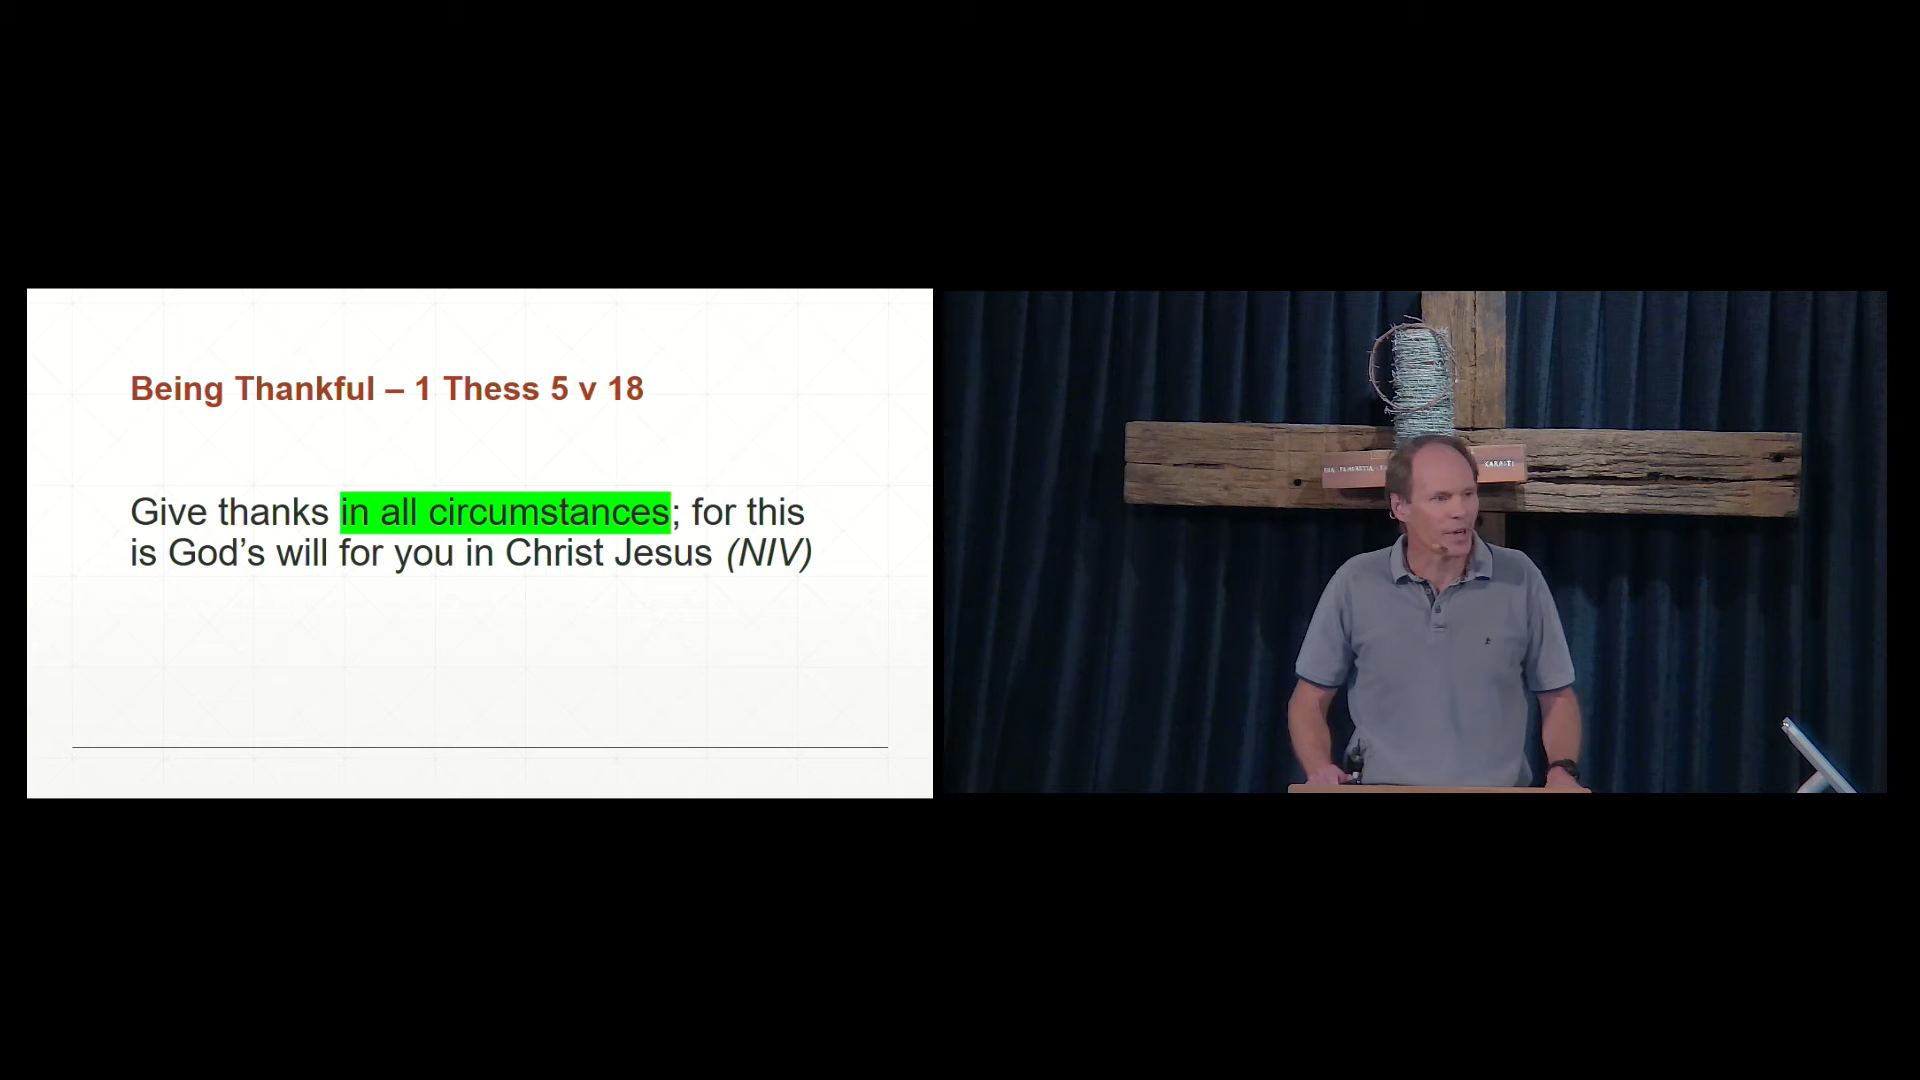 Being Thankful – 1 Thess 5 v 18
Give thanks in all circumstances; for this
is God’s will for you in Christ Jesus (NIV)